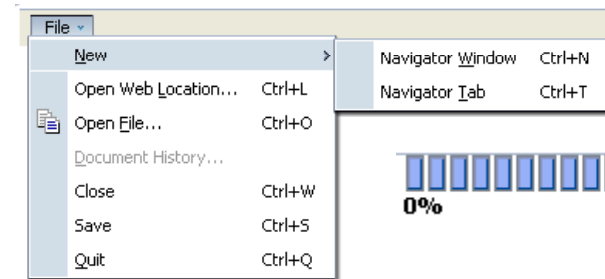 File
New
Navigator Window Ctrl+N
Open Web Location... Ctrl+L
Navigator Tab Ctrl+T
Open File... Ctrl+O
Document History...
Close Ctrl+W
Save Ctrl+S
Quit Ctrl+Q
0%